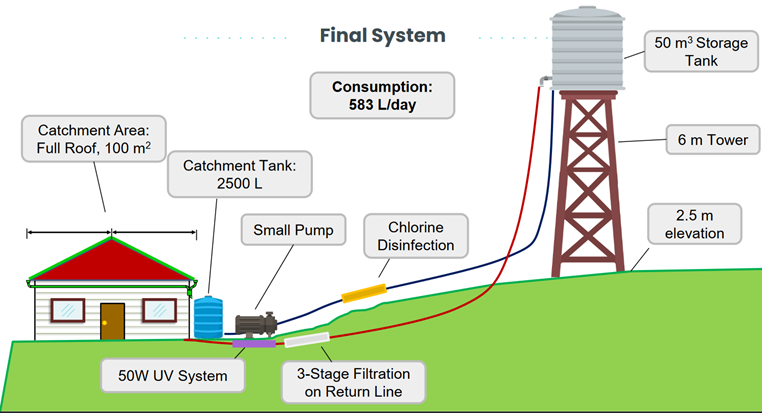 Final System
50 m³ Storage
Tank
Consumption:
583 L/day
Catchment Area:
Full Roof, 100 m²
6 m Tower
Catchment Tank:
2500 L
Small Pump
Chlorine
Disinfection
2.5 m
elevation
50W UV System
3-Stage Filtration
on Return Line